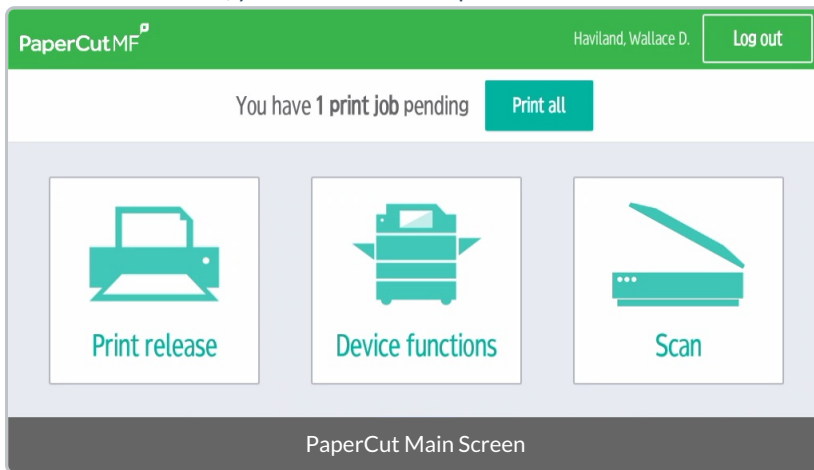 PaperCut MF
Haviland, Wallace D.
Log out
You have 1 print job pending
Print all
Print release
Device functions
Scan
PaperCut Main Screen